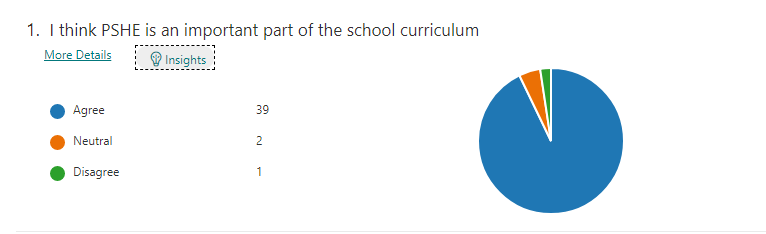 1. I think PSHE is an important part of the school curriculum
More Details
Insights
Agree 39
Neutral 2
Disagree 1